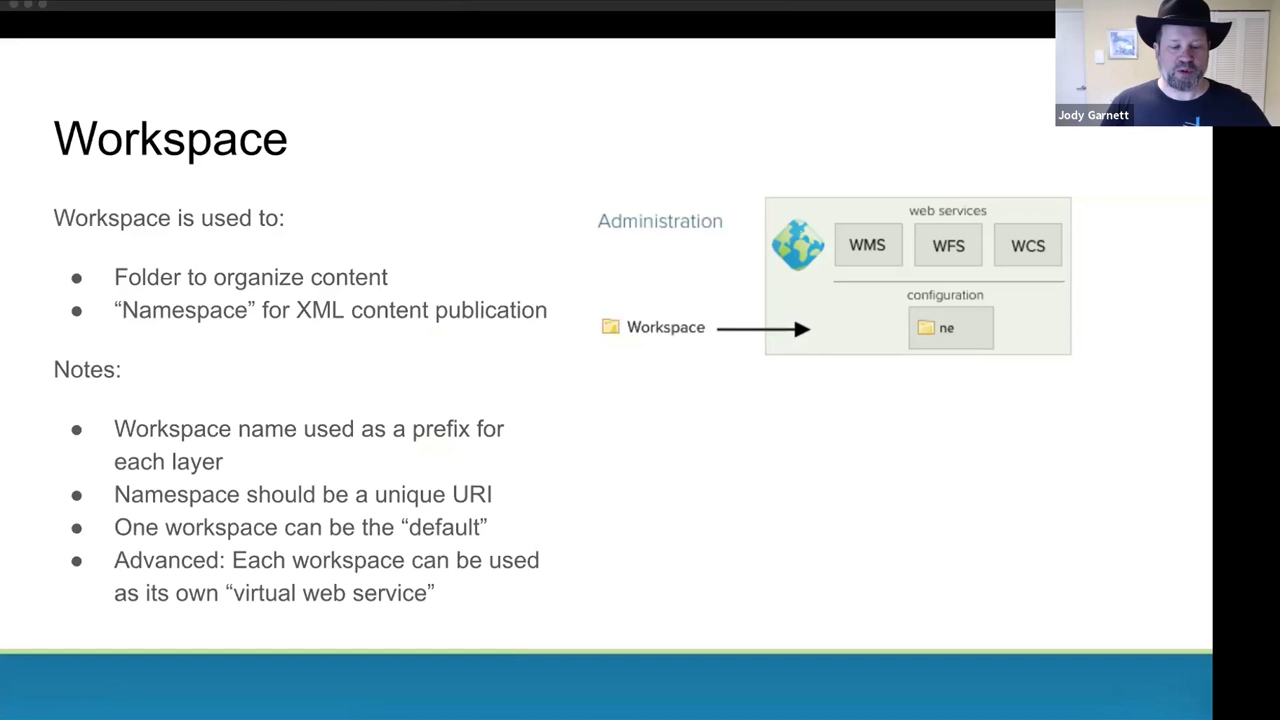 Jody Garnett
Workspace
Workspace is used to:
● Folder to organize content
● “Namespace” for XML content publication
Notes:
● Workspace name used as a prefix for
each layer
● Namespace should be a unique URI
● One workspace can be the “default”
● Advanced: Each workspace can be used
as its own “virtual web service”
Administration
web services
WMS WFS WCS
configuration
Workspace
ne